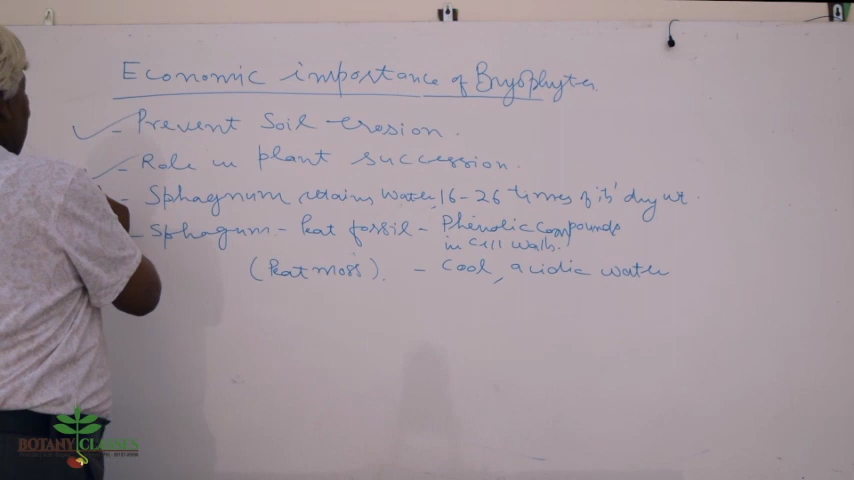 Economic importance of Bryophytes
- Prevent Soil erosion.
- Role in plant succession.
- Sphagnum retains water, 16-26 times of its' dry wt.
- Sphagum - Peat fossil - Phenolic Compounds
in Cell walls.
(Peat moss). - Cool, acidic water
BOTANY CLASSES